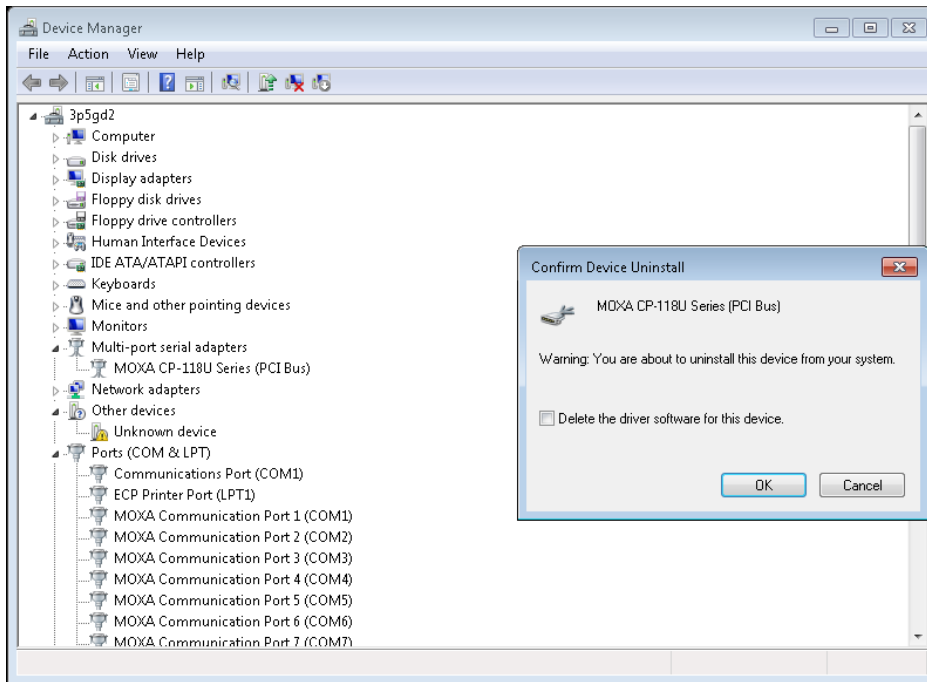 Device Manager
File Action View Help
3p5gd2
Computer
Disk drives
Display adapters
Floppy disk drives
Floppy drive controllers
Human Interface Devices
IDE ATA/ATAPI controllers
Keyboards
Mice and other pointing devices
Monitors
Multi-port serial adapters
MOXA CP-118U Series (PCI Bus)
Network adapters
Other devices
Unknown device
Ports (COM & LPT)
Communications Port (COM1)
ECP Printer Port (LPT1)
MOXA Communication Port 1 (COM1)
MOXA Communication Port 2 (COM2)
MOXA Communication Port 3 (COM3)
MOXA Communication Port 4 (COM4)
MOXA Communication Port 5 (COM5)
MOXA Communication Port 6 (COM6)
MOXA Communication Port 7 (COM7)
Confirm Device Uninstall
MOXA CP-118U Series (PCI Bus)
Warning: You are about to uninstall this device from your system.
Delete the driver software for this device.
OK Cancel